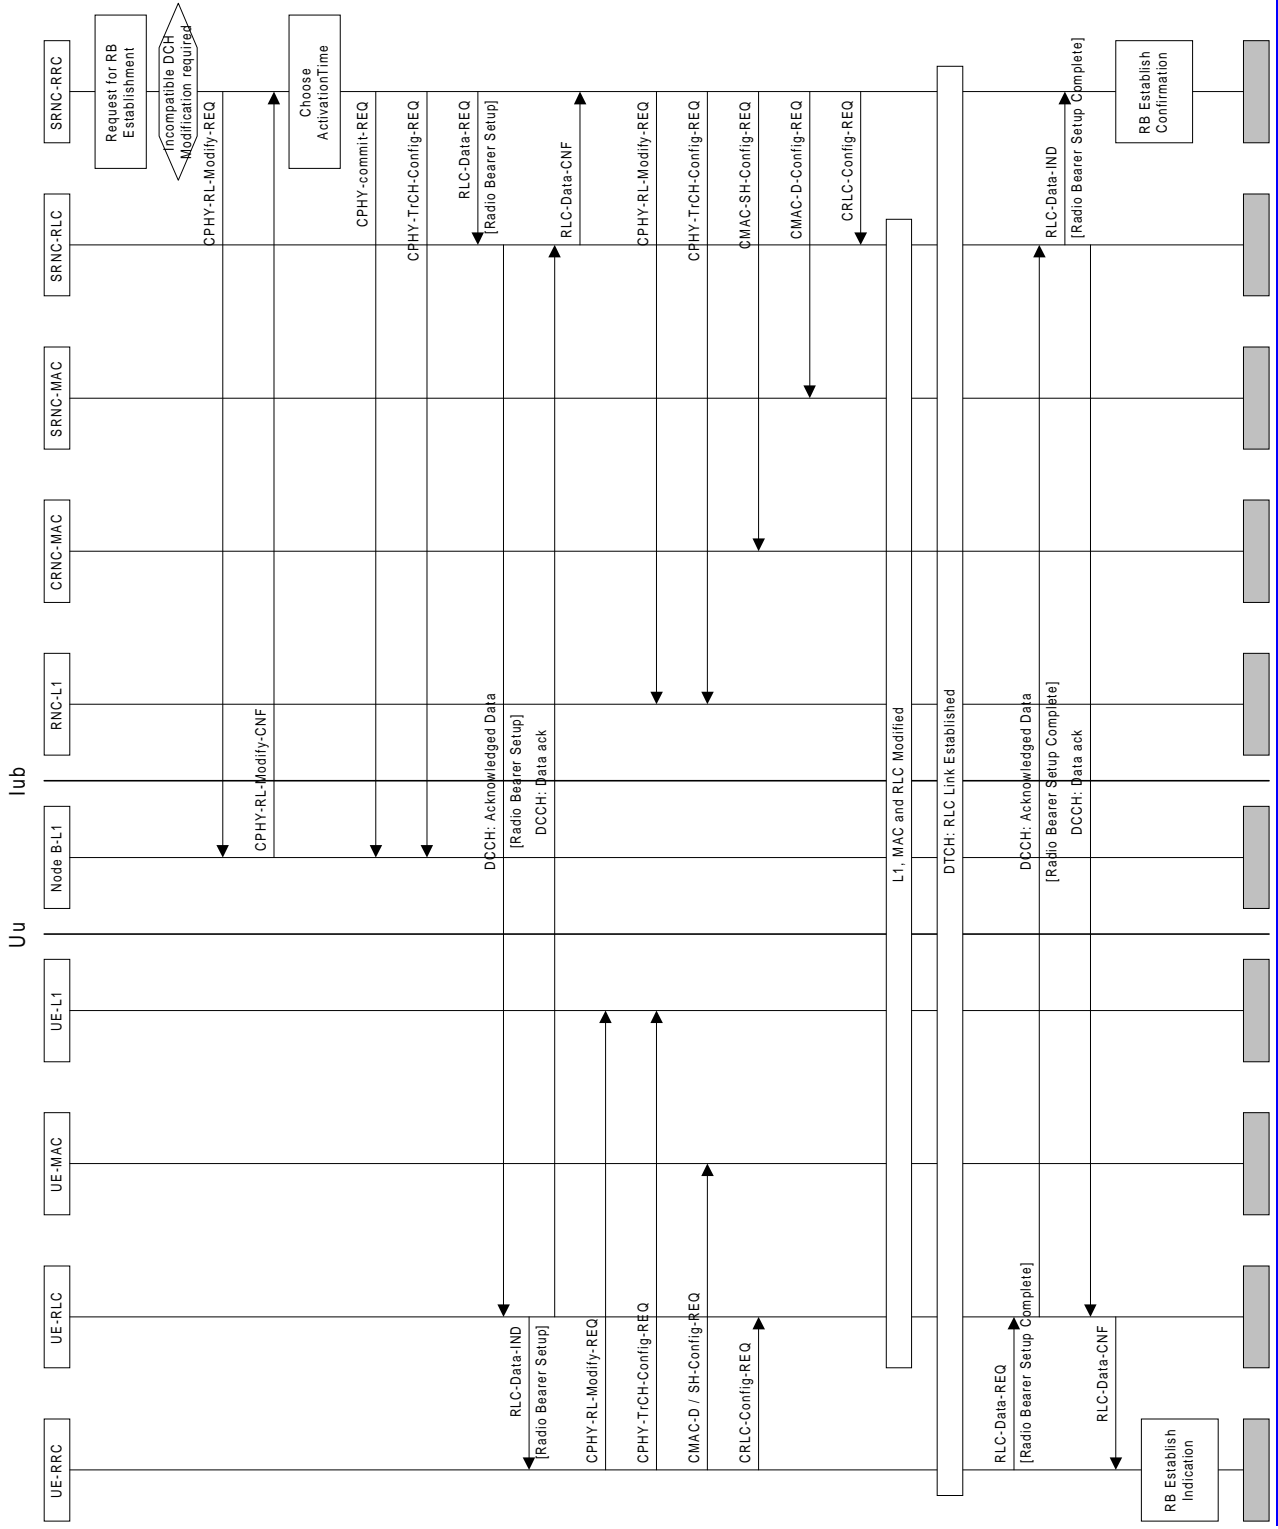 Uu
Iub
UE-RRC
UE-RLC
UE-MAC
UE-L1
Node B-L1
RNC-L1
CRNC-MAC
SRNC-MAC
SRNC-RLC
SRNC-RRC
Request for RB
Establishment
Incompatible DCH
Modification required
CPHY-RL-Modify-REQ
CPHY-RL-Modify-CNF
Choose
ActivationTime
CPHY-commit-REQ
CPHY-TrCH-Config-REQ
RLC-Data-REQ
[Radio Bearer Setup]
DCCH: Acknowledged Data
[Radio Bearer Setup]
RLC-Data-IND
[Radio Bearer Setup]
DCCH: Data ack
RLC-Data-CNF
CPHY-RL-Modify-REQ
CPHY-RL-Modify-REQ
CPHY-TrCH-Config-REQ
CPHY-TrCH-Config-REQ
CMAC-D / SH-Config-REQ
CMAC-SH-Config-REQ
CRLC-Config-REQ
CMAC-D-Config-REQ
CRLC-Config-REQ
L1, MAC and RLC Modified
DTCH: RLC Link Established
RLC-Data-REQ
[Radio Bearer Setup Complete]
DCCH: Acknowledged Data
[Radio Bearer Setup Complete]
RLC-Data-IND
[Radio Bearer Setup Complete]
DCCH: Data ack
RLC-Data-CNF
RB Establish
Confirmation
RB Establish
Indication